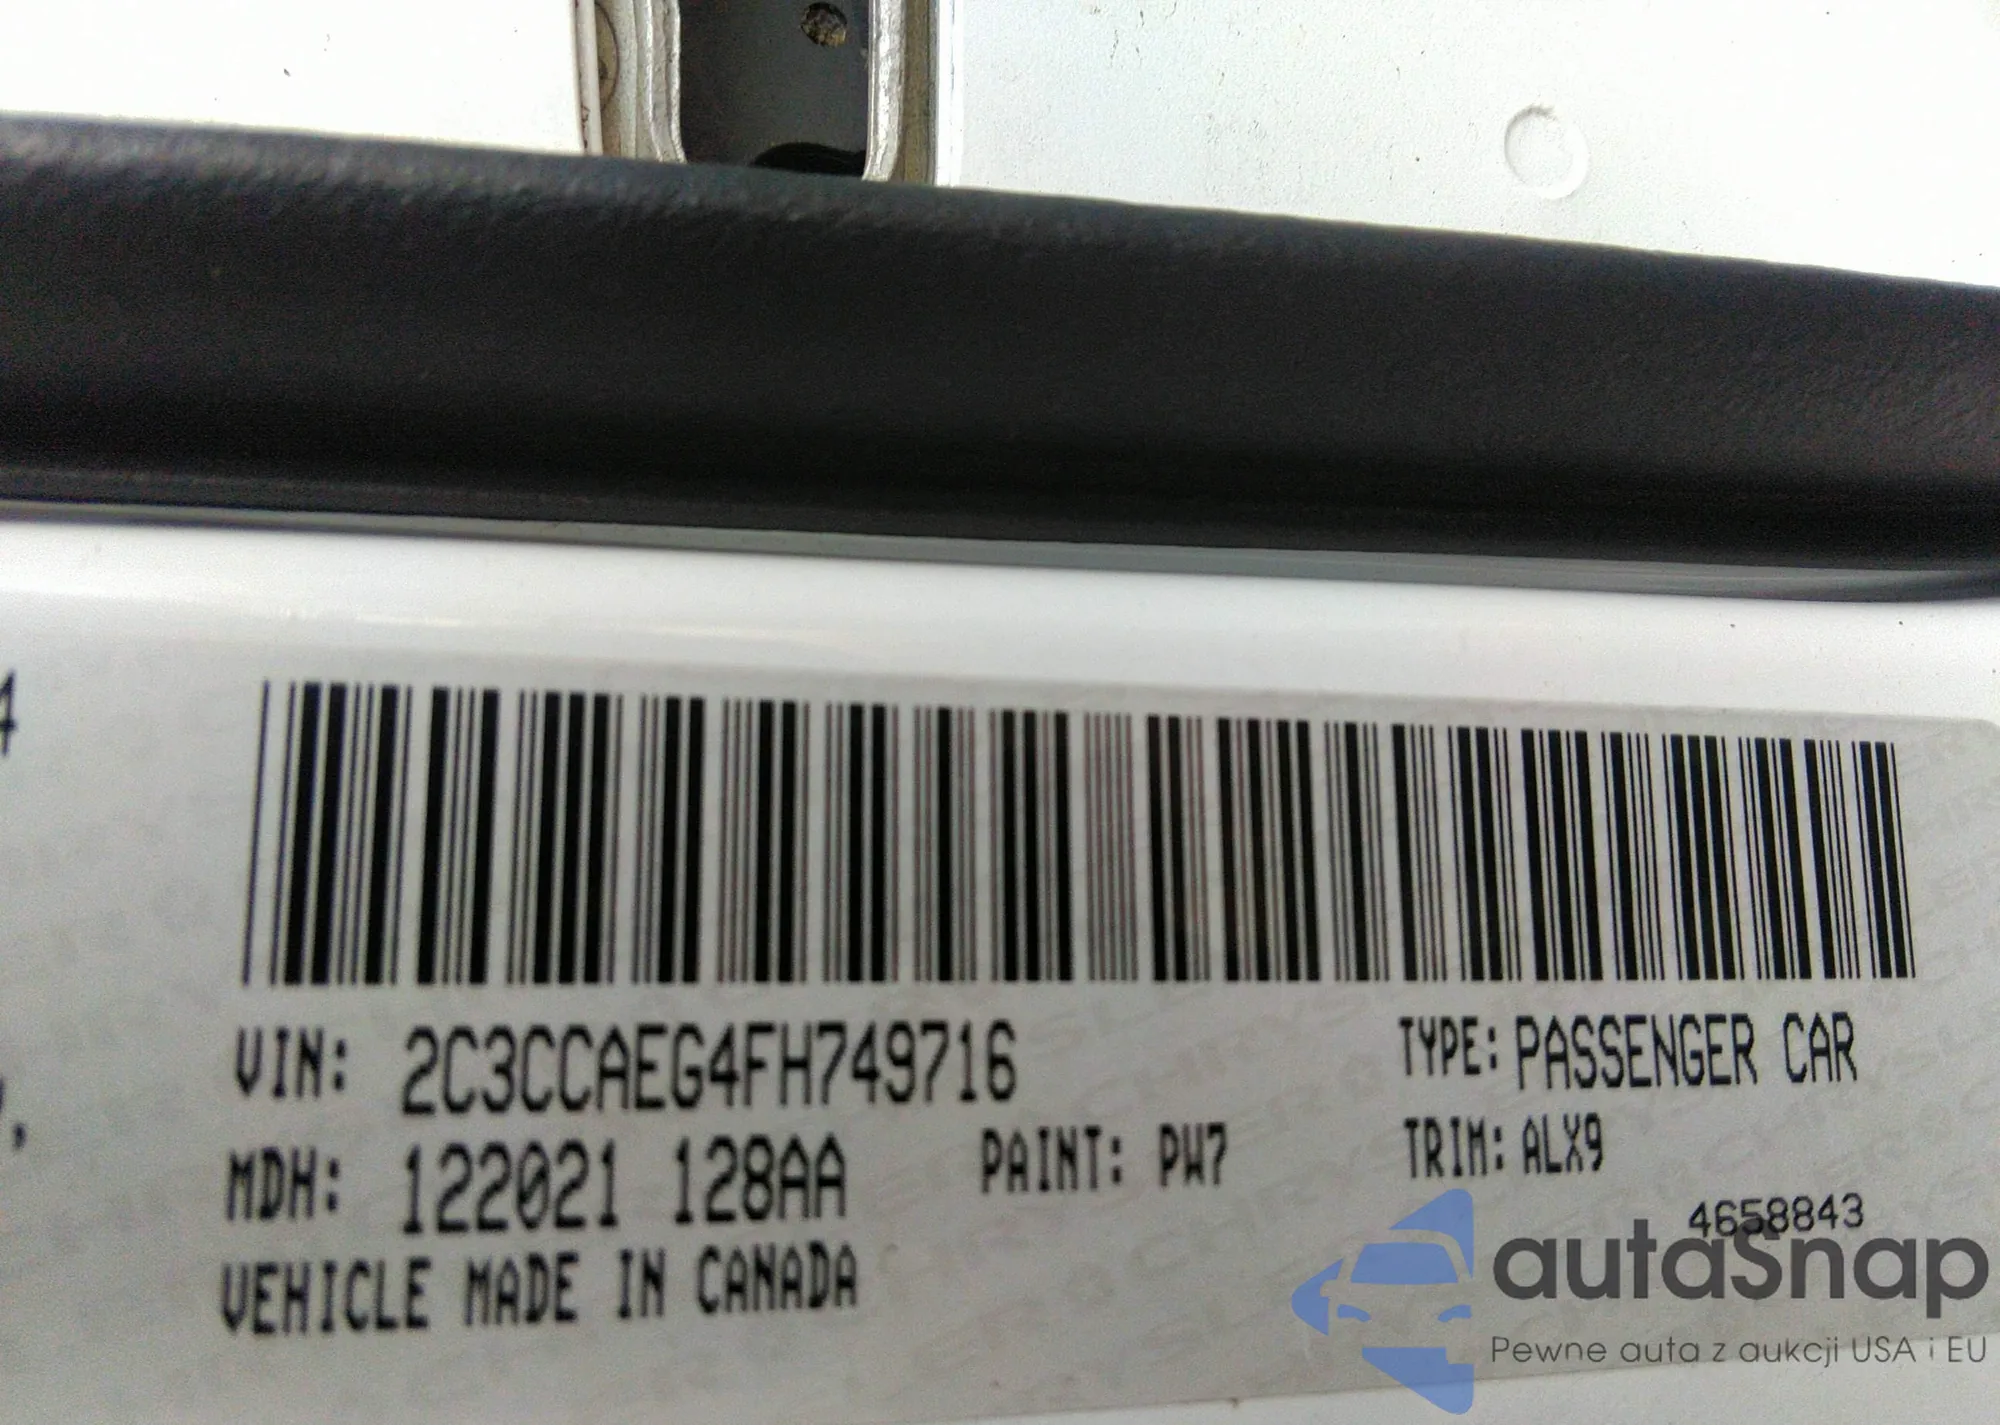 4
VIN: 2C3CCAEG4FH749716
TYPE: PASSENGER CAR
MDH: 122021 128AA
PAINT: PW7
TRIM: ALX9
4658843
VEHICLE MADE IN CANADA
autaSnap
Pewne auta z aukcji USA i EU